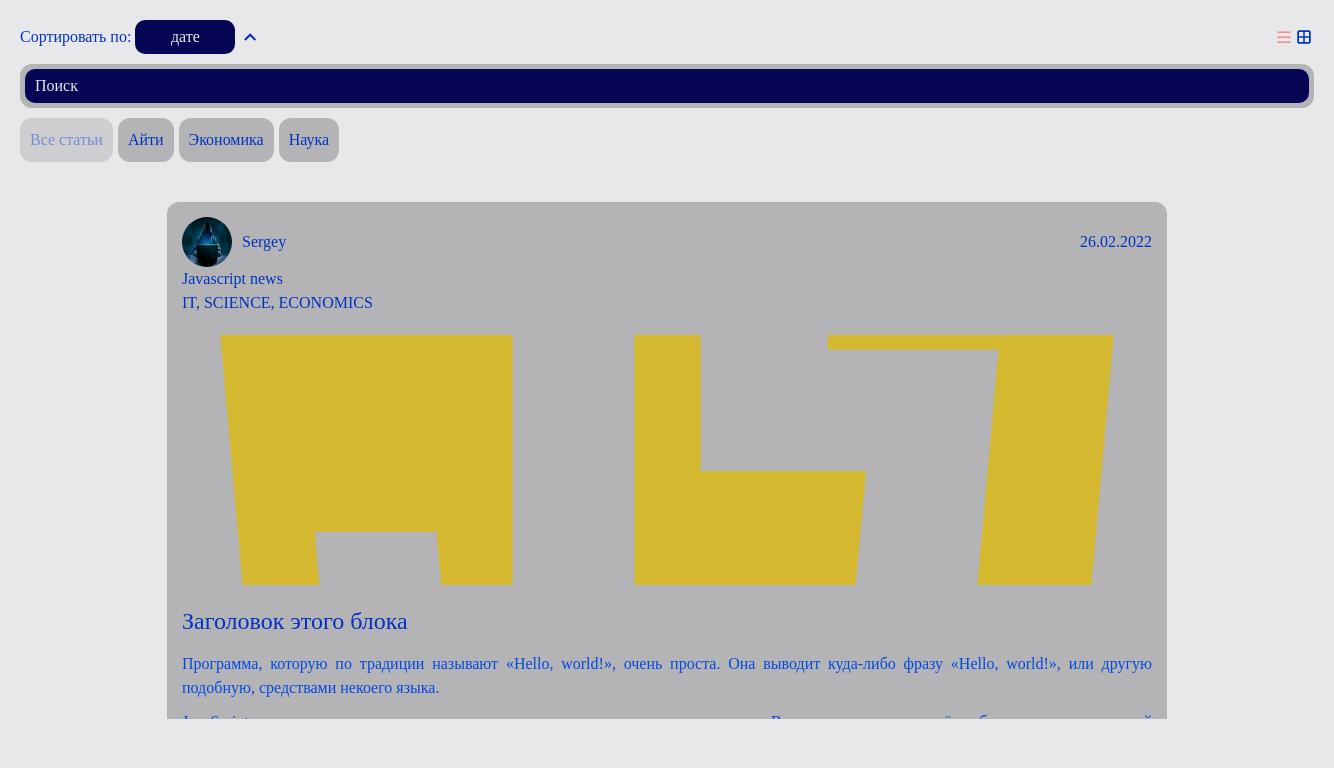 Сортировать по: дате
Поиск
Все статьи Айти Экономика Наука
Sergey 26.02.2022
Javascript news
IT, SCIENCE, ECONOMICS
Заголовок этого блока
Программа, которую по традиции называют «Hello, world!», очень проста. Она выводит куда-либо фразу «Hello, world!», или другую
подобную, средствами некоего языка.